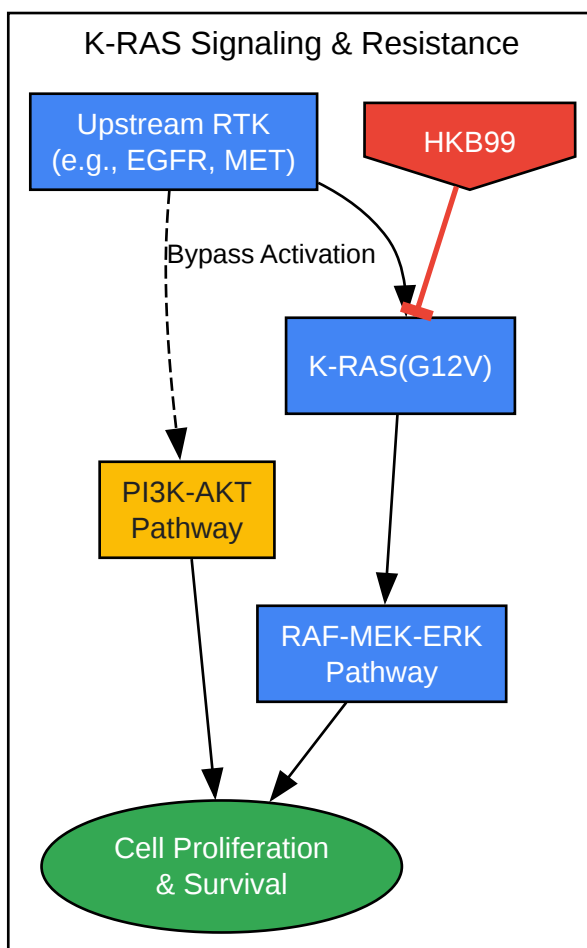 K-RAS Signaling & Resistance
Upstream RTK
(e.g., EGFR, MET)
HKB99
Bypass Activation
K-RAS(G12V)
PI3K-AKT
Pathway
RAF-MEK-ERK
Pathway
Cell Proliferation
& Survival